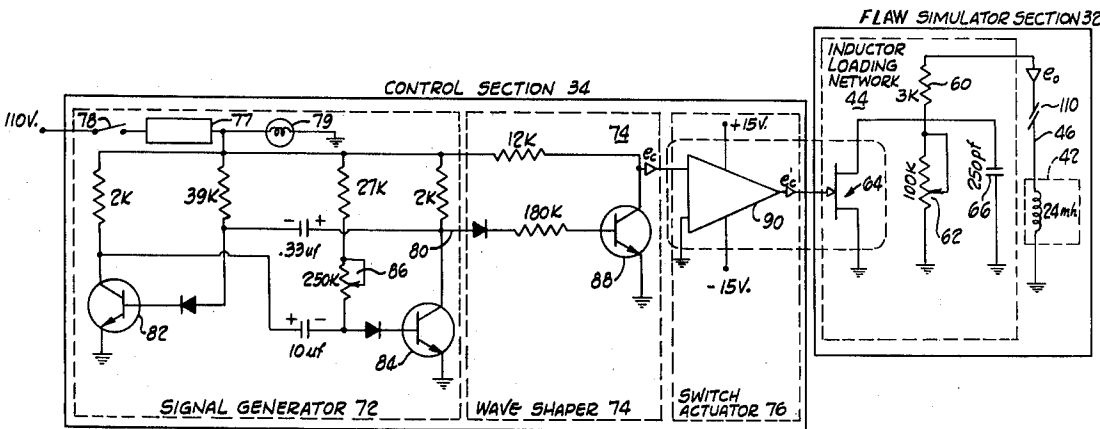 FLAW SIMULATOR SECTION 32
CONTROL SECTION 34
INDUCTOR
LOADING
NETWORK
44
60
3K
e₀
110
46
42
24mh
110V.
78
77
79
2K
39K
27K
2K
12K
74
ec
+15V.
e'c
64
100K
62
250pf
66
- +
.33uf
80
180K
88
90
-15V.
250K
86
82
+ -
10uf
84
SIGNAL GENERATOR 72
WAVE SHAPER 74
SWITCH
ACTUATOR 76